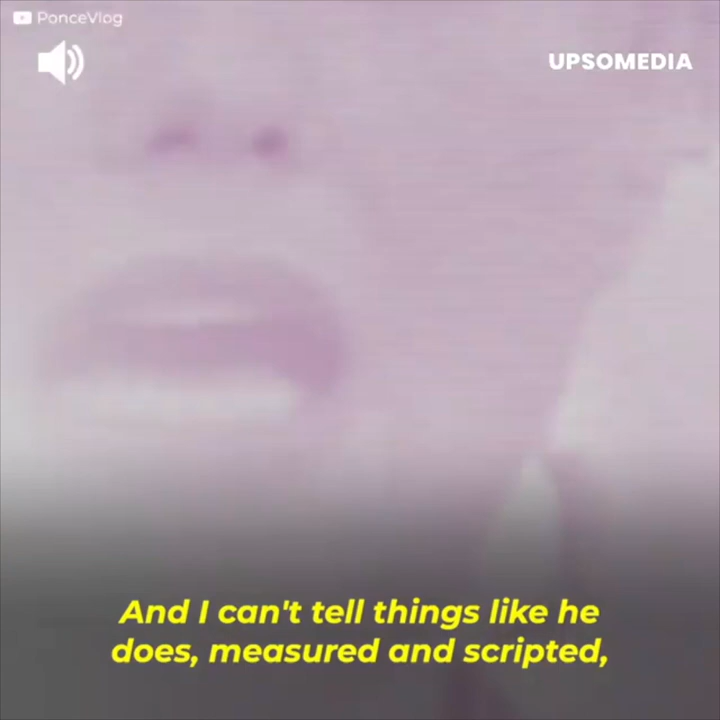 PonceVlog
UPSOMEDIA
And I can't tell things like he
does, measured and scripted,